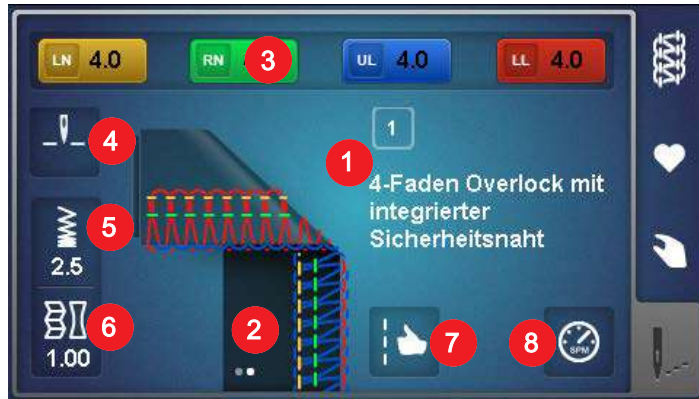 LN 4.0 RN 3 UL 4.0 LL 4.0
4
1
1
4-Faden Overlock mit
integrierter
Sicherheitsnaht
5
2.5
6
1.00
2
7
8
SPM